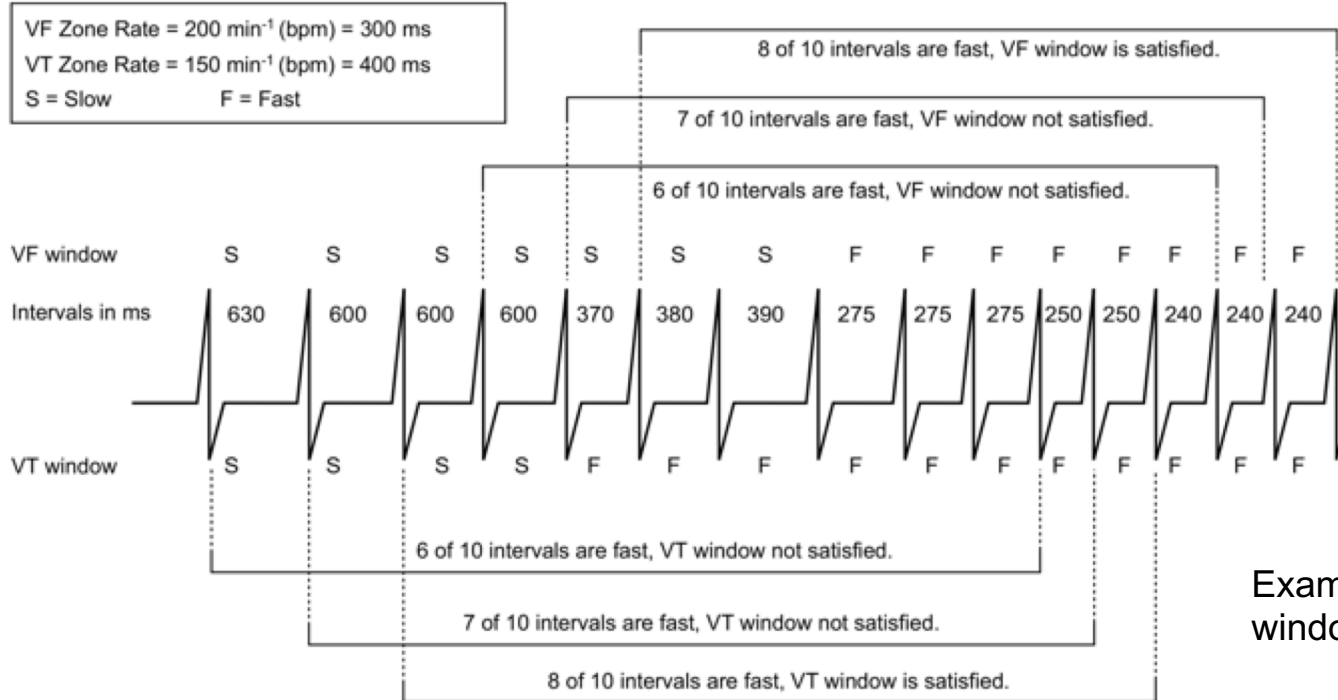 VF Zone Rate = 200 min⁻¹ (bpm) = 300 ms
VT Zone Rate = 150 min⁻¹ (bpm) = 400 ms
S = Slow F = Fast
8 of 10 intervals are fast, VF window is satisfied.
7 of 10 intervals are fast, VF window not satisfied.
6 of 10 intervals are fast, VF window not satisfied.
VF window S S S S S S S F F F F F F F F
Intervals in ms 630 600 600 600 370 380 390 275 275 275 250 250 240 240 240
VT window S S S S F F F F F F F F F F F
6 of 10 intervals are fast, VT window not satisfied.
7 of 10 intervals are fast, VT window not satisfied.
8 of 10 intervals are fast, VT window is satisfied.